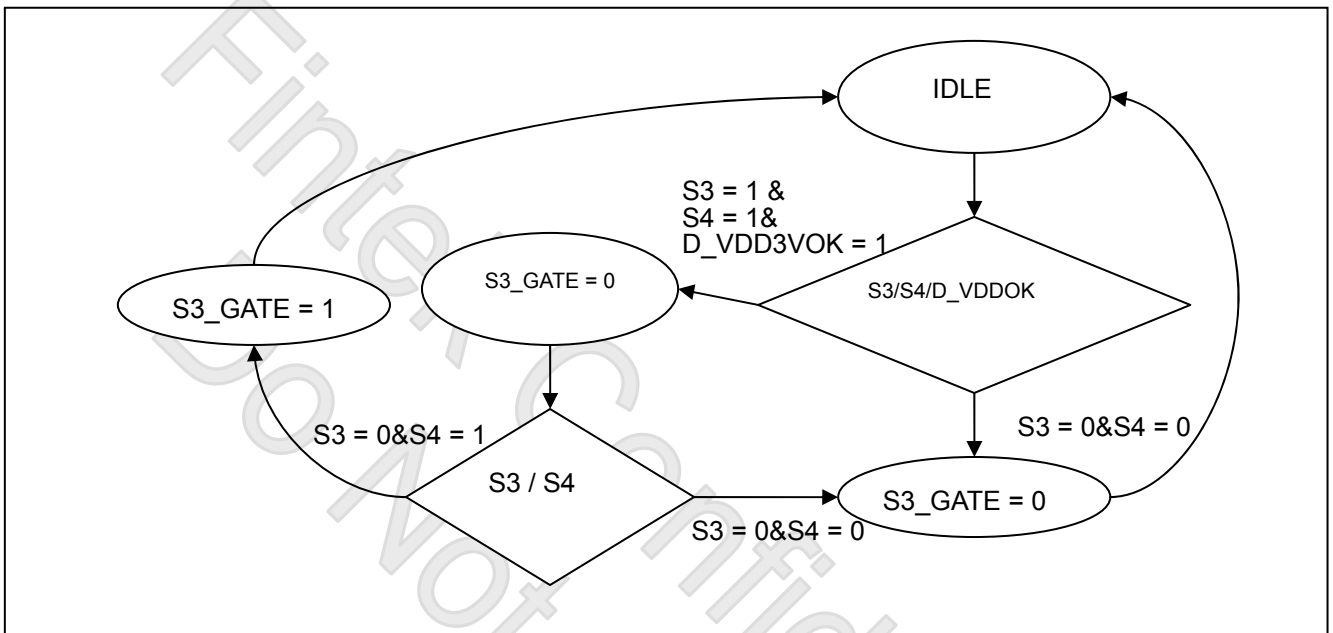 IDLE
S3 = 1 &
S4 = 1&
D_VDD3VOK = 1
S3_GATE = 0
S3/S4/D_VDDOK
S3_GATE = 1
S3 = 0&S4 = 1
S3 / S4
S3 = 0&S4 = 0
S3_GATE = 0
S3 = 0&S4 = 0
Fintek Confid
Do Not